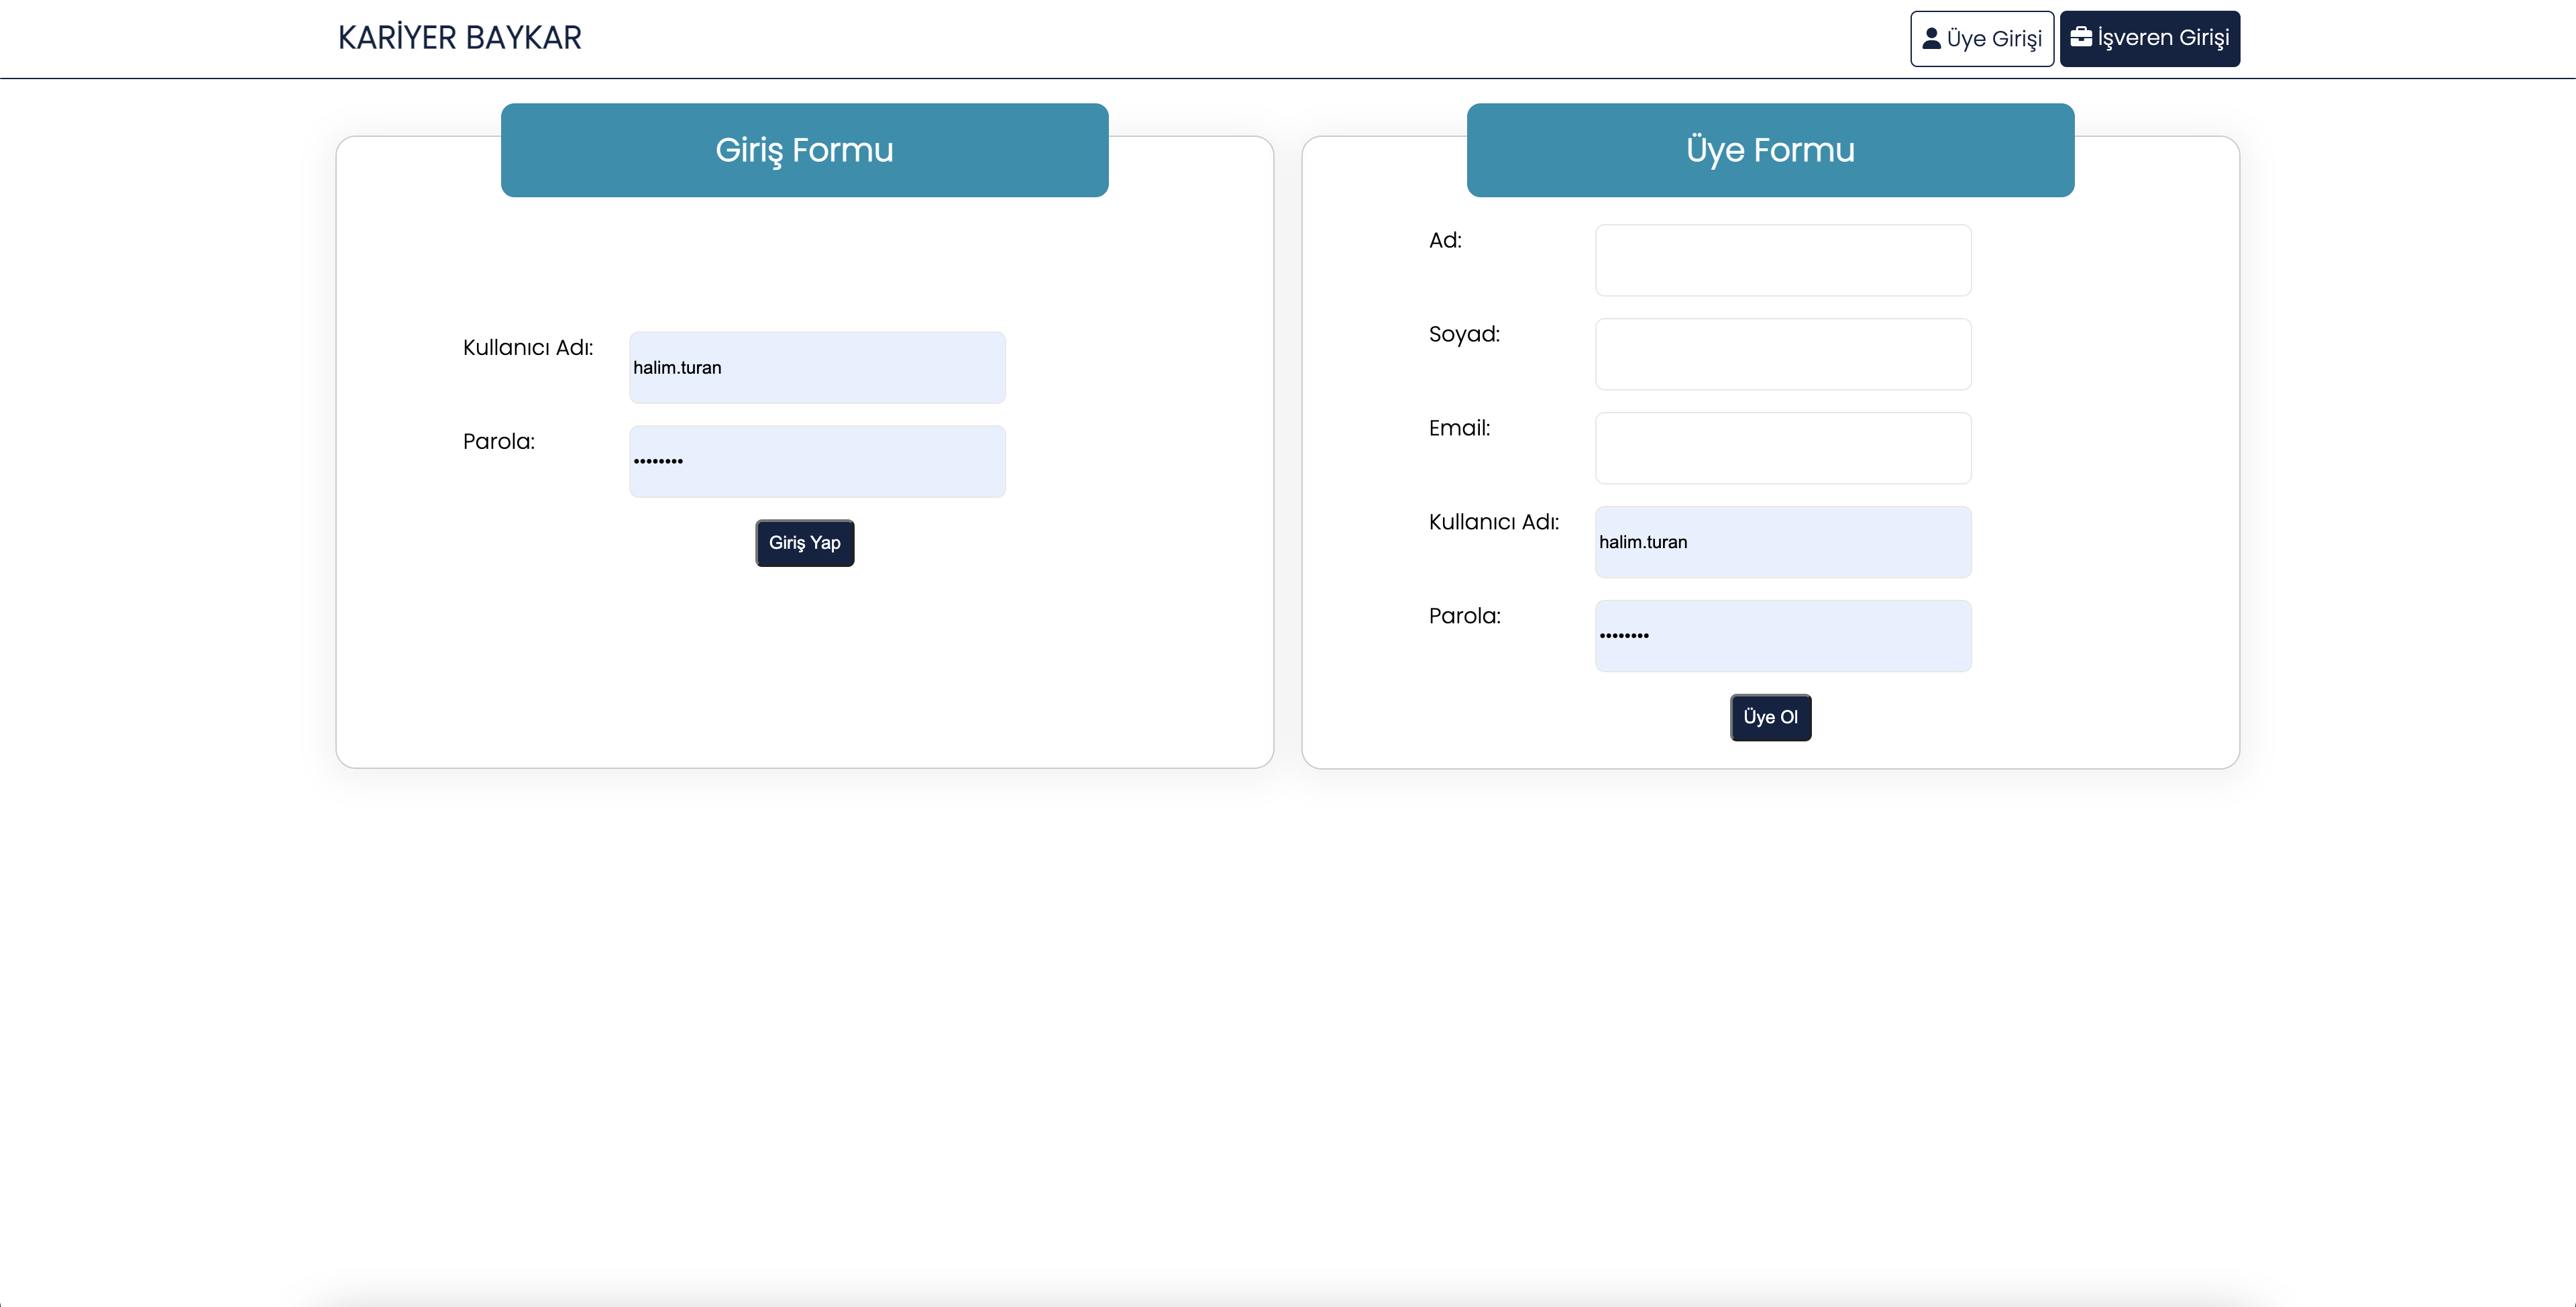 KARİYER BAYKAR
Üye Girişi
İşveren Girişi
Giriş Formu
Kullanıcı Adı:
halim.turan
Parola:
••••••••
Giriş Yap
Üye Formu
Ad:
Soyad:
Email:
Kullanıcı Adı:
halim.turan
Parola:
••••••••
Üye Ol